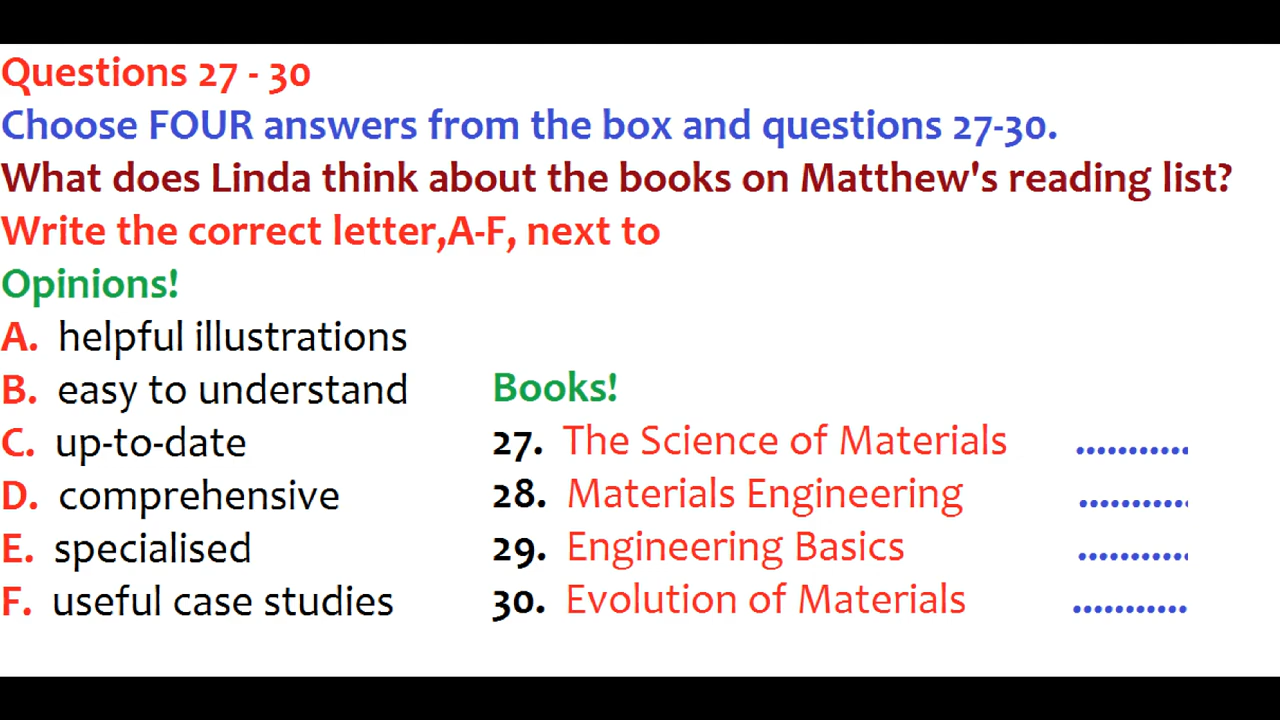 Questions 27 - 30
Choose FOUR answers from the box and questions 27-30.
What does Linda think about the books on Matthew's reading list?
Write the correct letter,A-F, next to
Opinions!
A. helpful illustrations
B. easy to understand
C. up-to-date
D. comprehensive
E. specialised
F. useful case studies
Books!
27. The Science of Materials ...........
28. Materials Engineering ...........
29. Engineering Basics ...........
30. Evolution of Materials ...........